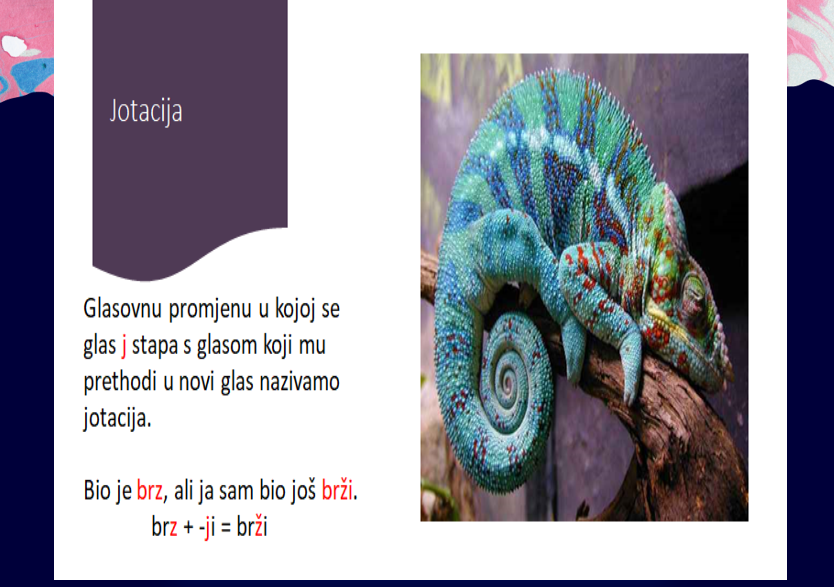 Jotacija
Glasovnu promjenu u kojoj se
glas j stapa s glasom koji mu
prethodi u novi glas nazivamo
jotacija.
Bio je brz, ali ja sam bio još brži.
brz + -ji = brži